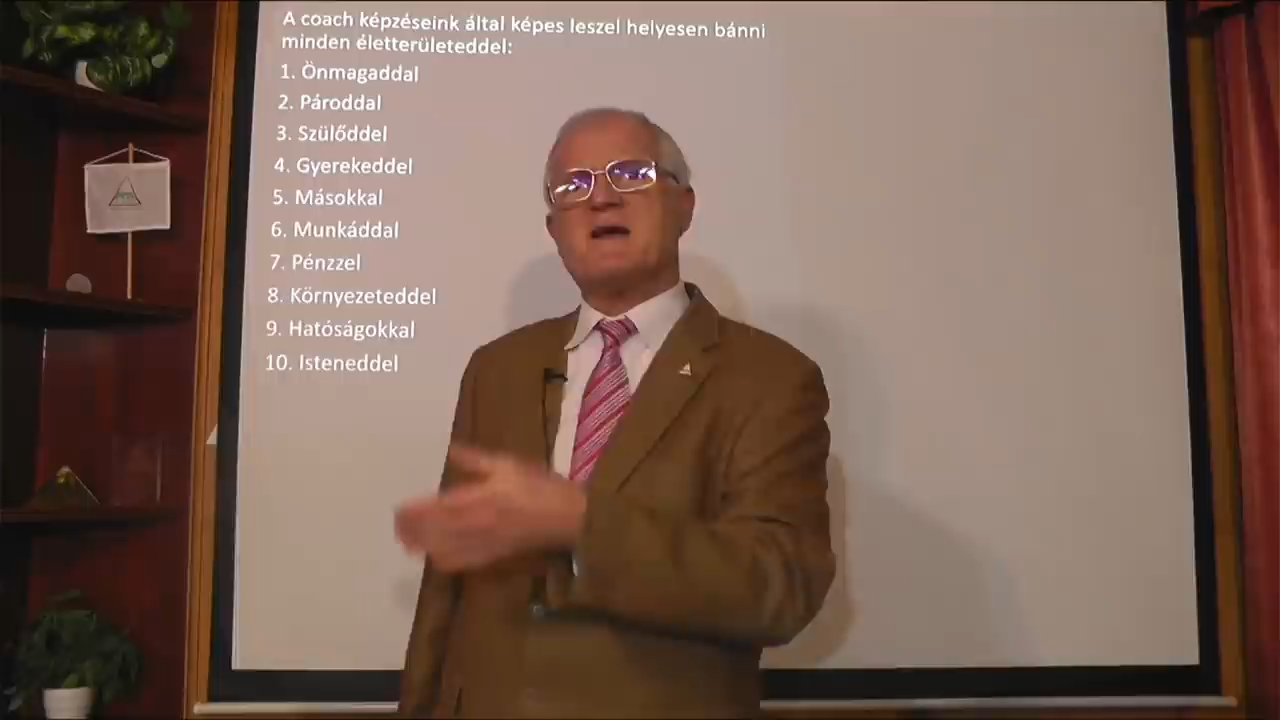 A coach képzéseink által képes leszel helyesen bánni
minden életterületeddel:
1. Önmagaddal
2. Pároddal
3. Szülőddel
4. Gyerekeddel
5. Másokkal
6. Munkáddal
7. Pénzzel
8. Környezeteddel
9. Hatóságokkal
10. Isteneddel